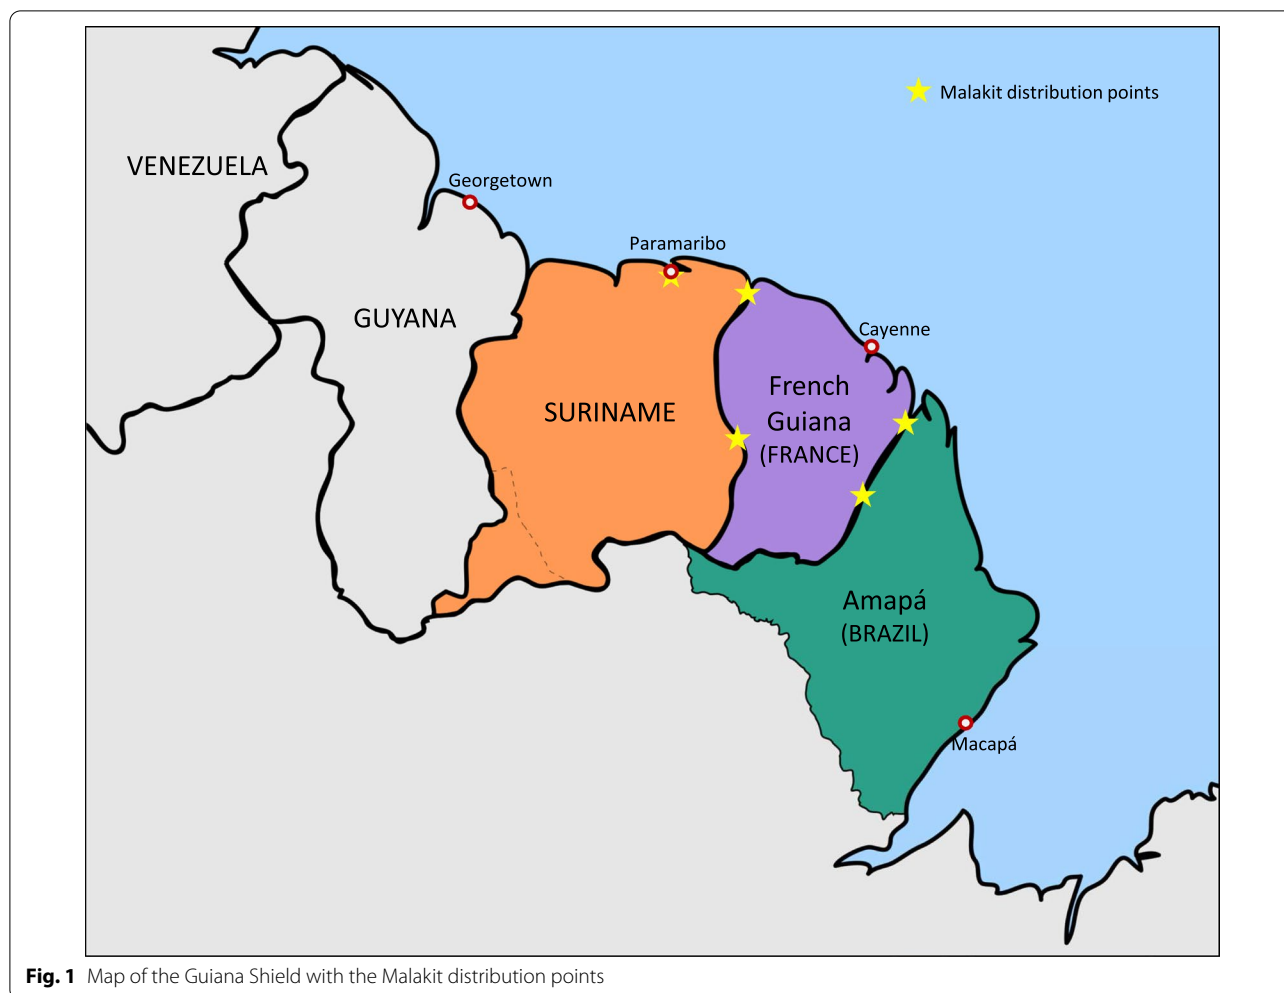 Malakit distribution points
VENEZUELA
Georgetown
Paramaribo
GUYANA
Cayenne
French
Guiana
(FRANCE)
SURINAME
Amapá
(BRAZIL)
Macapá
Fig. 1 Map of the Guiana Shield with the Malakit distribution points